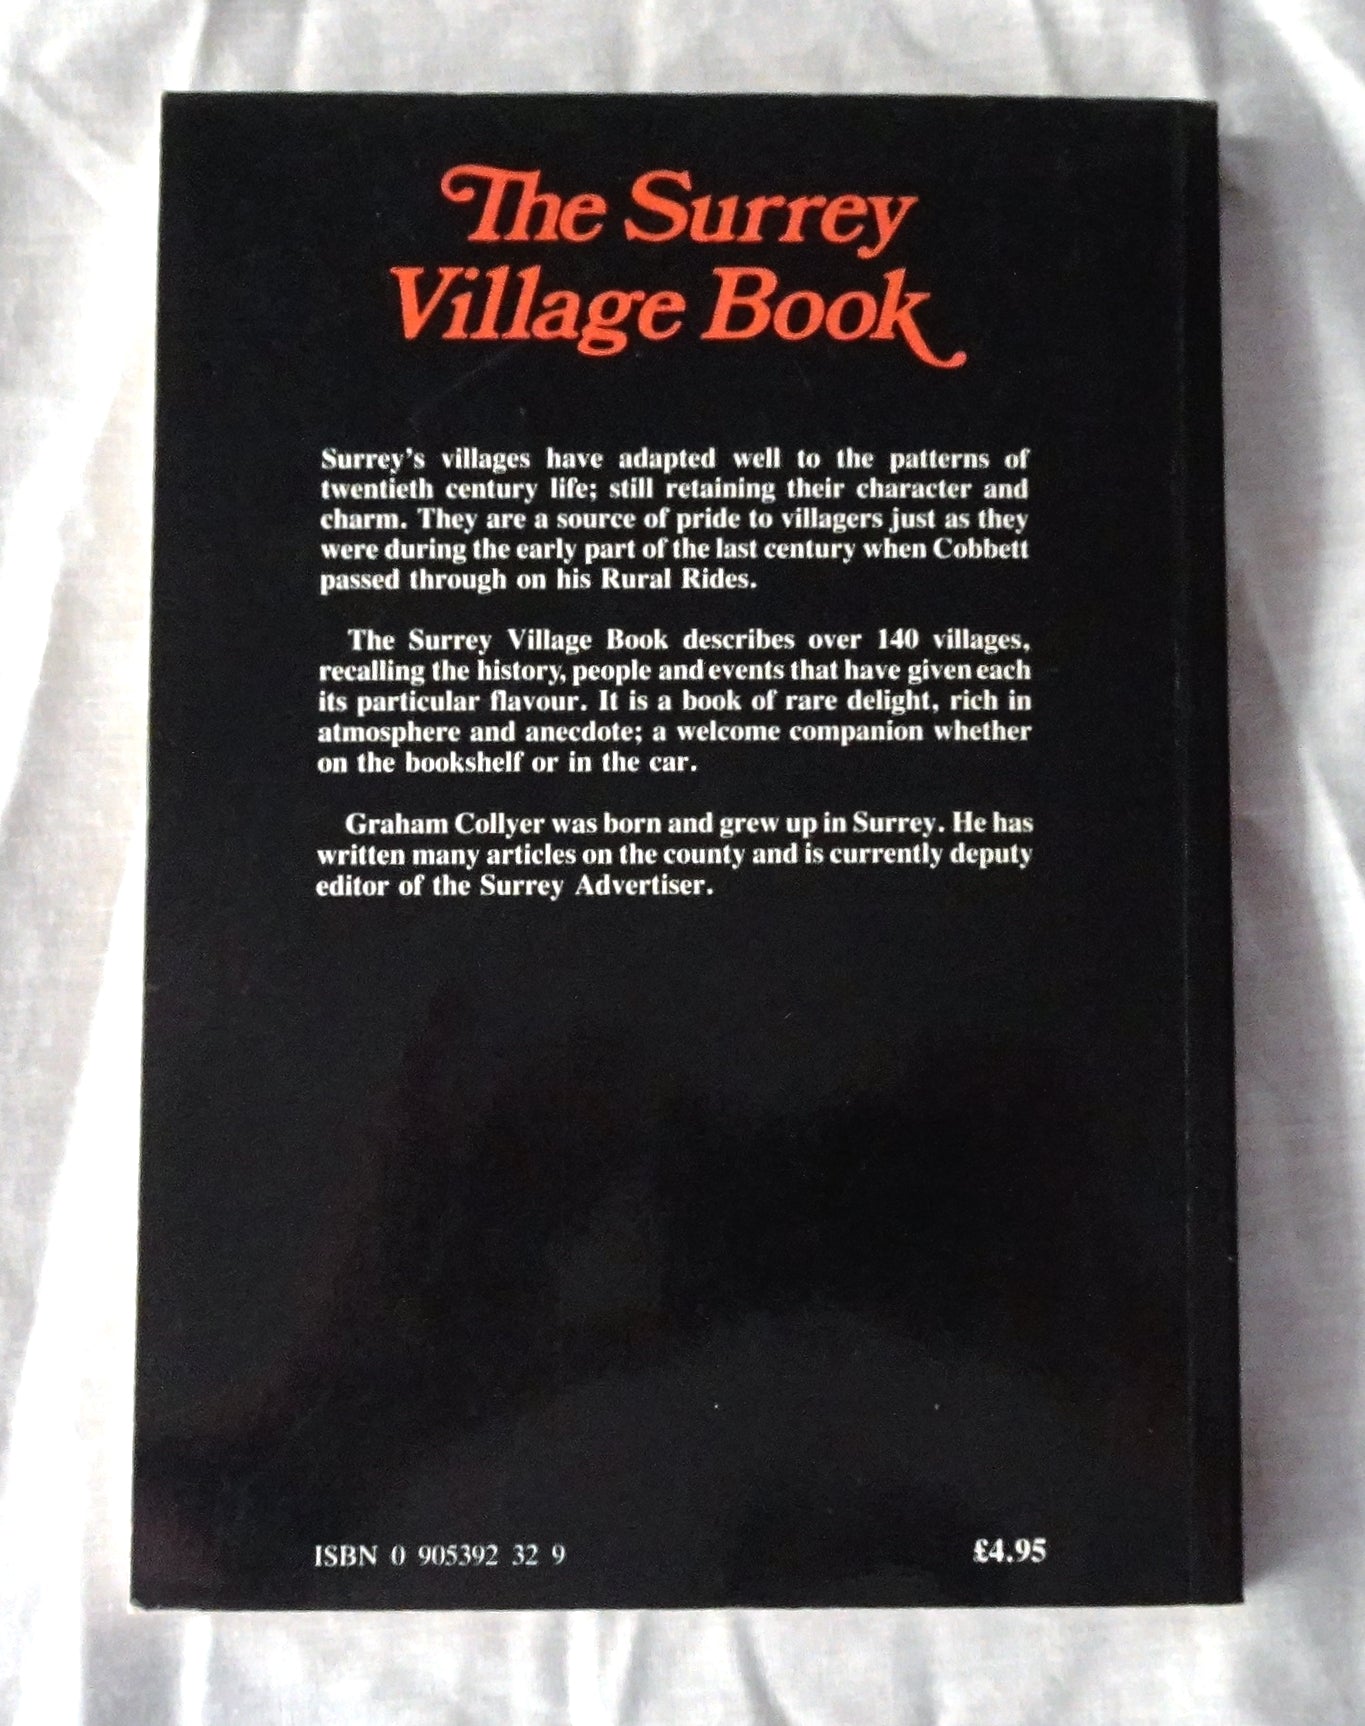 The Surrey
Village Book
Surrey's villages have adapted well to the patterns of
twentieth century life; still retaining their character and
charm. They are a source of pride to villagers just as they
were during the early part of the last century when Cobbett
passed through on his Rural Rides.
The Surrey Village Book describes over 140 villages,
recalling the history, people and events that have given each
its particular flavour. It is a book of rare delight, rich in
atmosphere and anecdote; a welcome companion whether
on the bookshelf or in the car.
Graham Collyer was born and grew up in Surrey. He has
written many articles on the county and is currently deputy
editor of the Surrey Advertiser.
ISBN 0 905392 32 9
£4.95